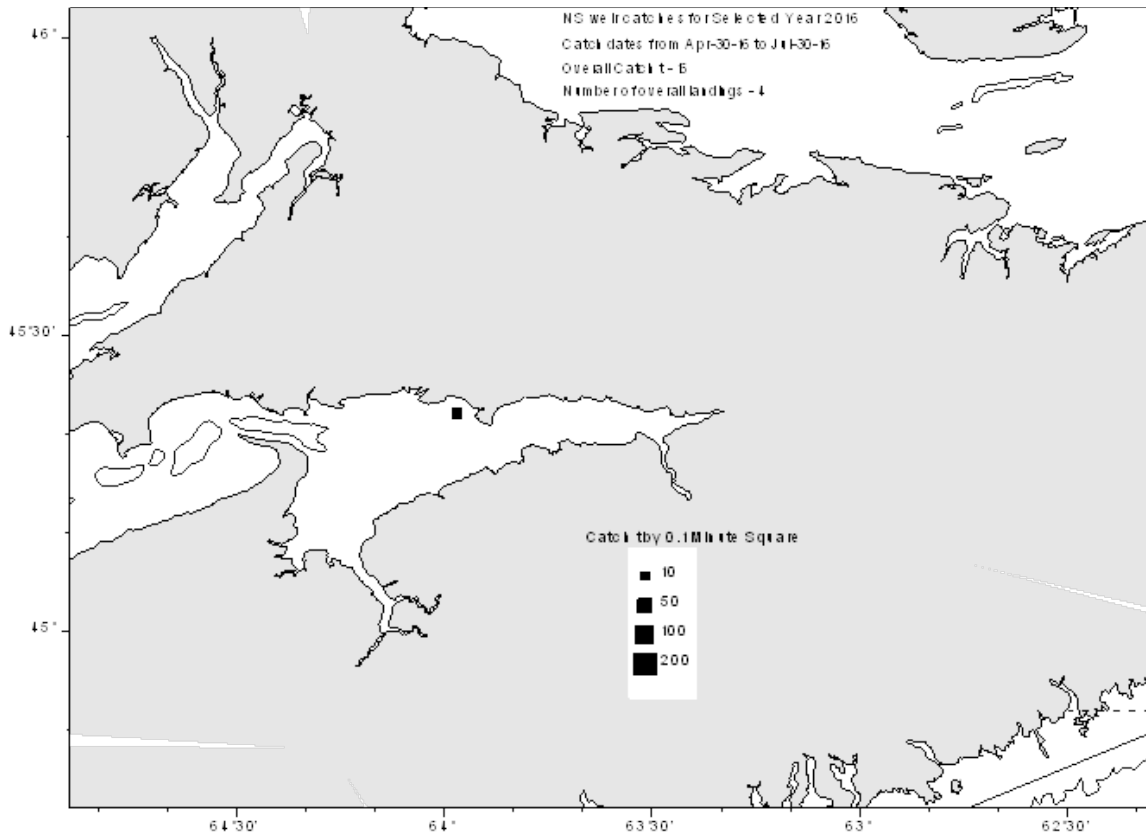 NS weir catches for Selected Year 2016
46°
Catch dates from Apr-30-16 to Jul-30-16
Overall Catch t - 15
Number of overall landings - 4
45°30'
Catch t by 0.1 Minute Square
10
50
45°
100
200
64°30'
64°
63°30'
63°
62°30'